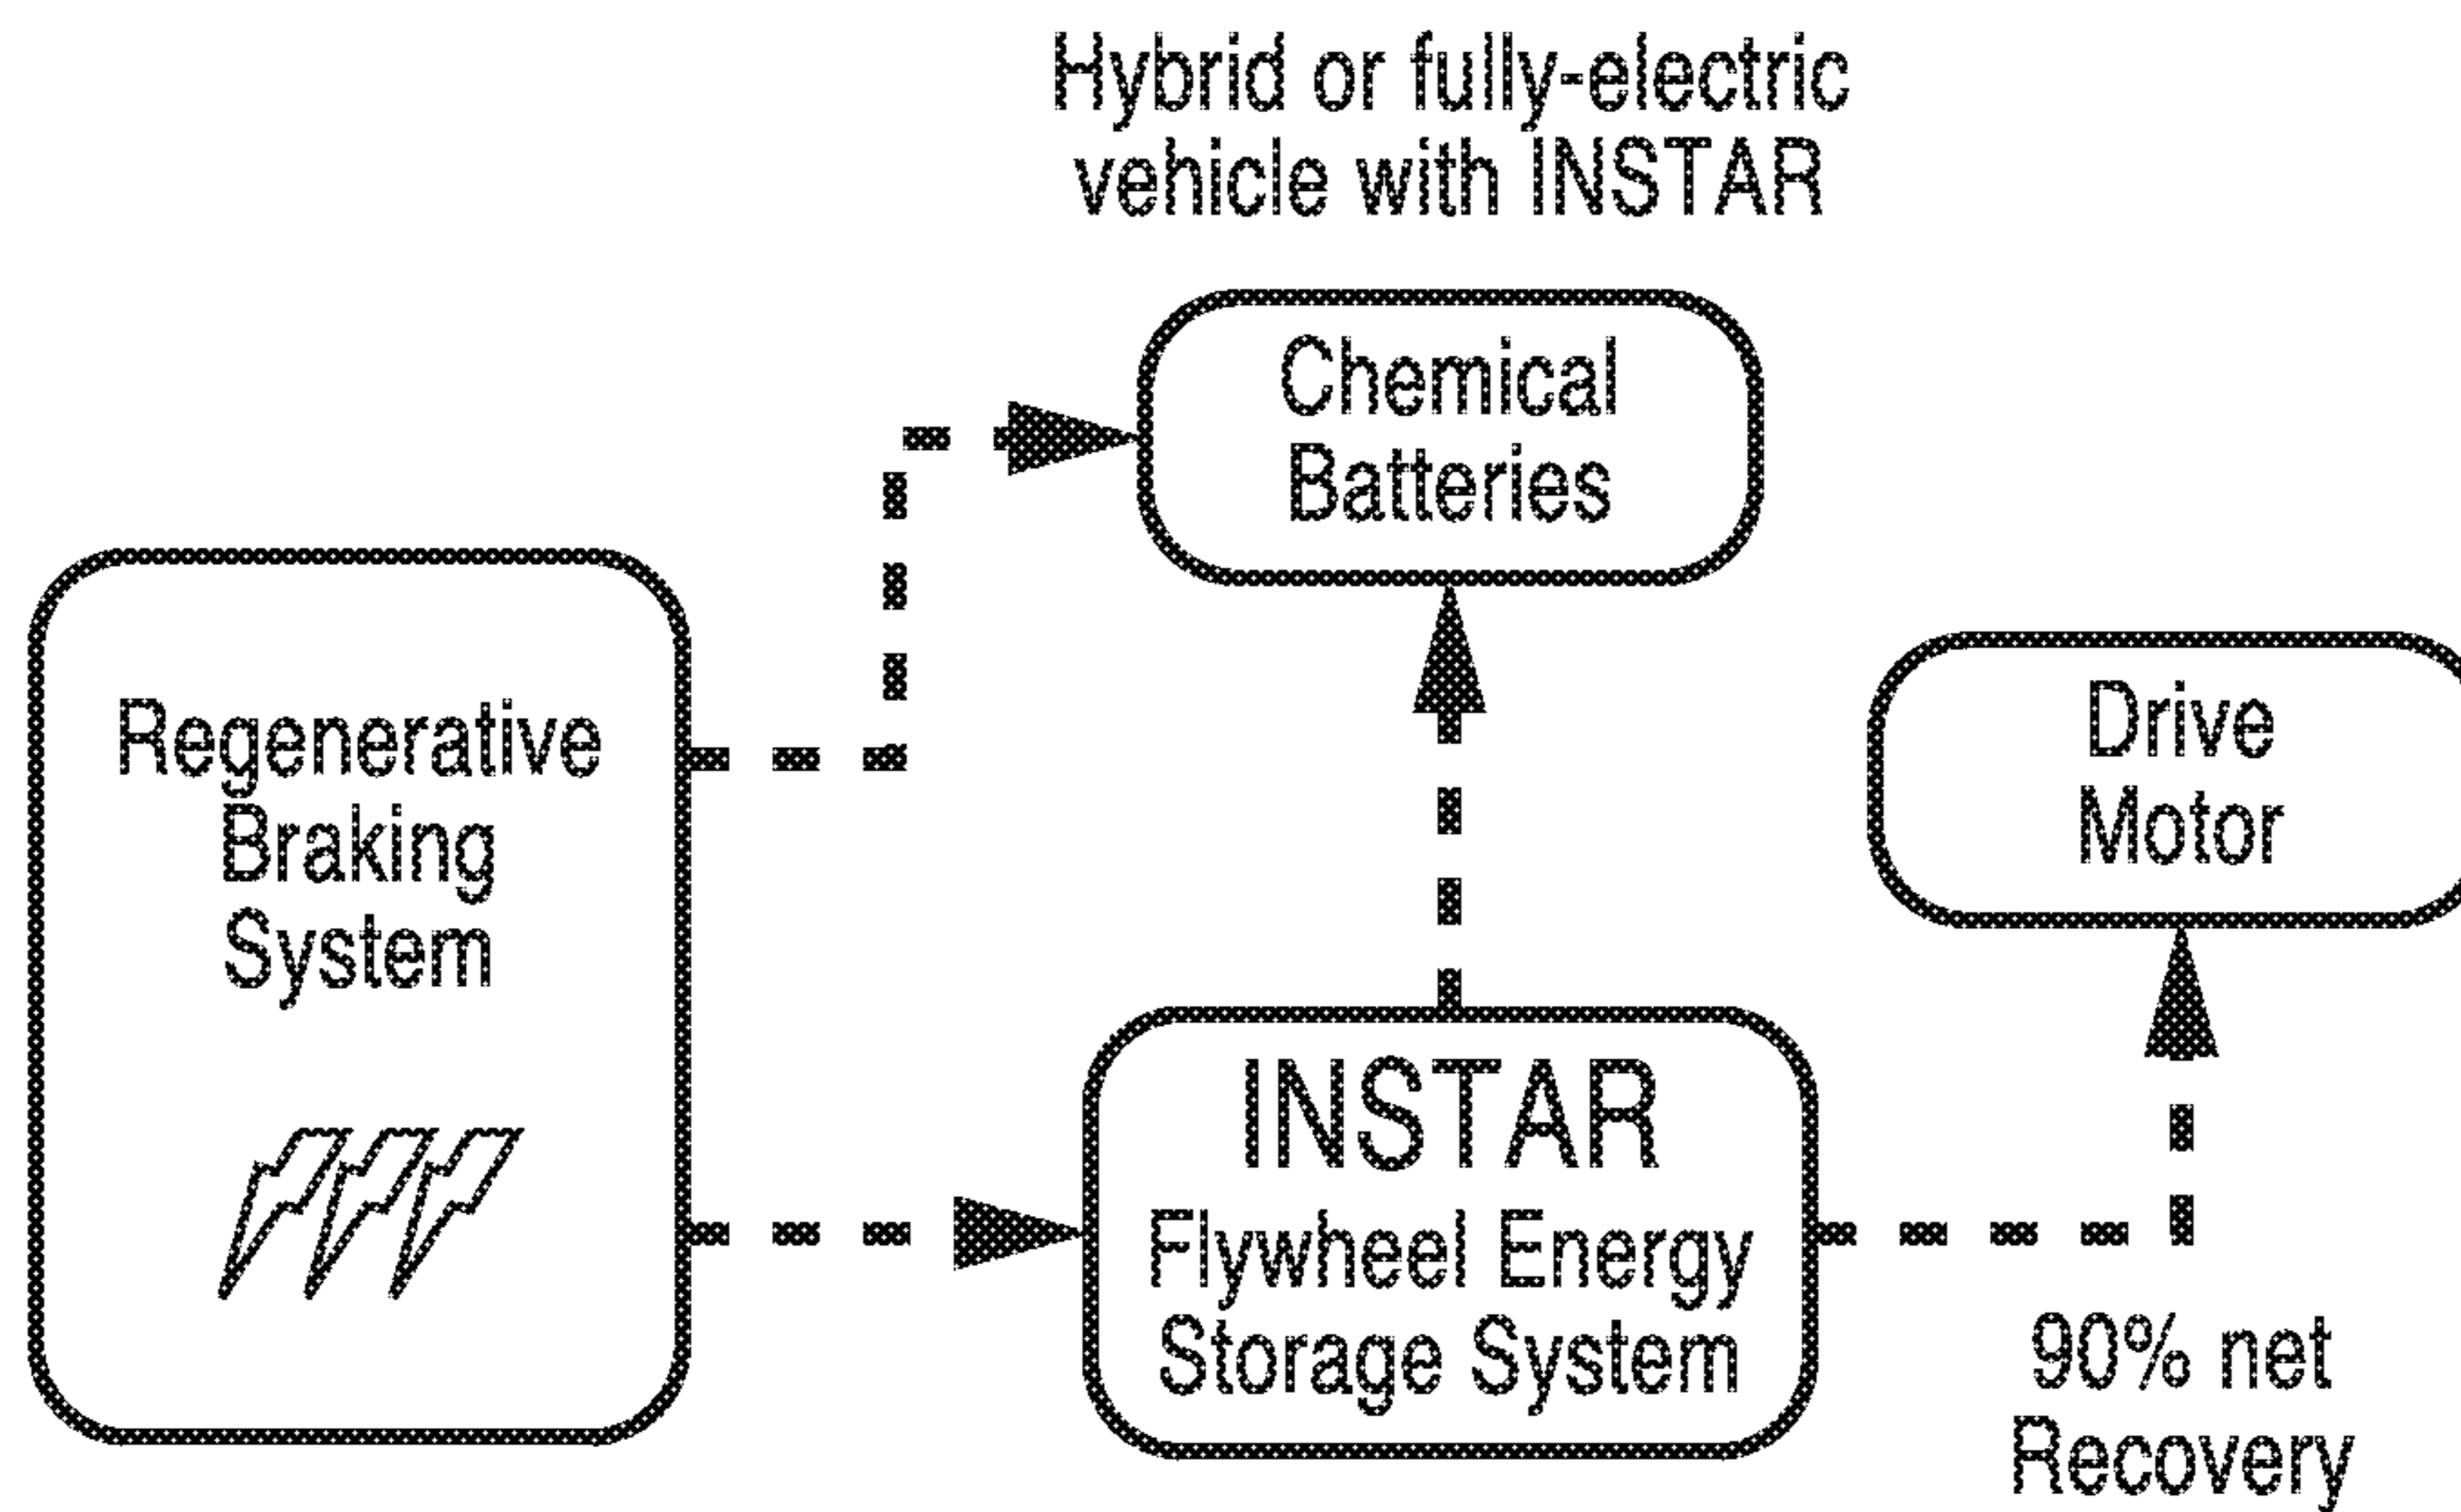 Hybrid or fully-electric
vehicle with INSTAR
Chemical
Batteries
Regenerative
Braking
System
Drive
Motor
INSTAR
Flywheel Energy
Storage System
90% net
Recovery